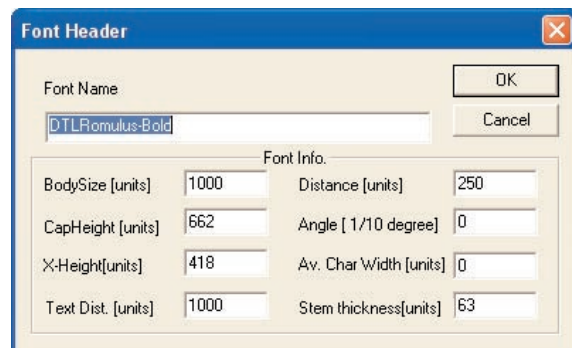 Font Header
OK
Font Name
Cancel
DTLRomulus-Bold
Font Info.
BodySize [units] 1000 Distance [units] 250
CapHeight [units] 662 Angle [ 1/10 degree] 0
X-Height[units] 418 Av. Char Width [units] 0
Text Dist. [units] 1000 Stem thickness[units] 63